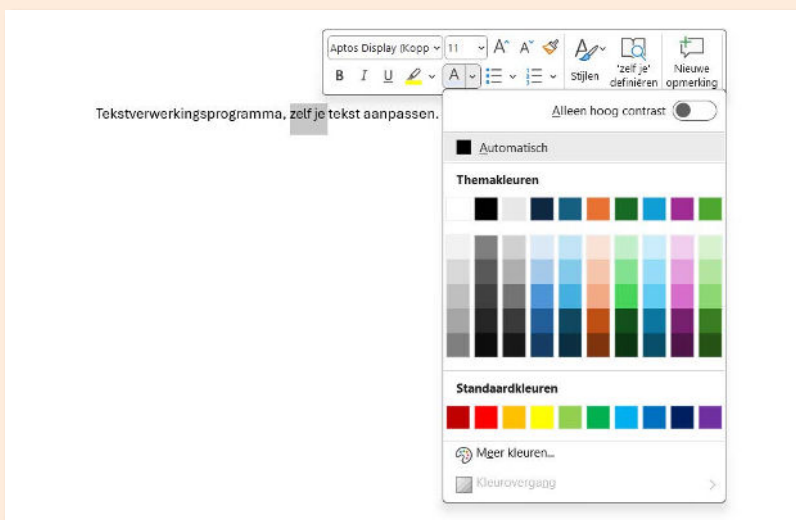 Aptos Display (Kopp 11 A A
B I U A Stijlen 'zelf je' definiëren Nieuwe opmerking
Tekstverwerkingsprogramma, zelf je tekst aanpassen.
Alleen hoog contrast
Automatisch
Themakleuren
Standaardkleuren
Meer kleuren...
Kleurovergang